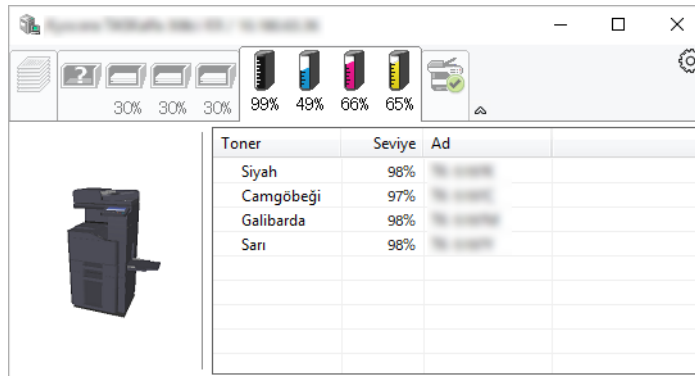 30% 30% 30% 99% 49% 66% 65%
Toner Seviye Ad
Siyah 98%
Camgöbeği 97%
Galibarda 98%
Sarı 98%